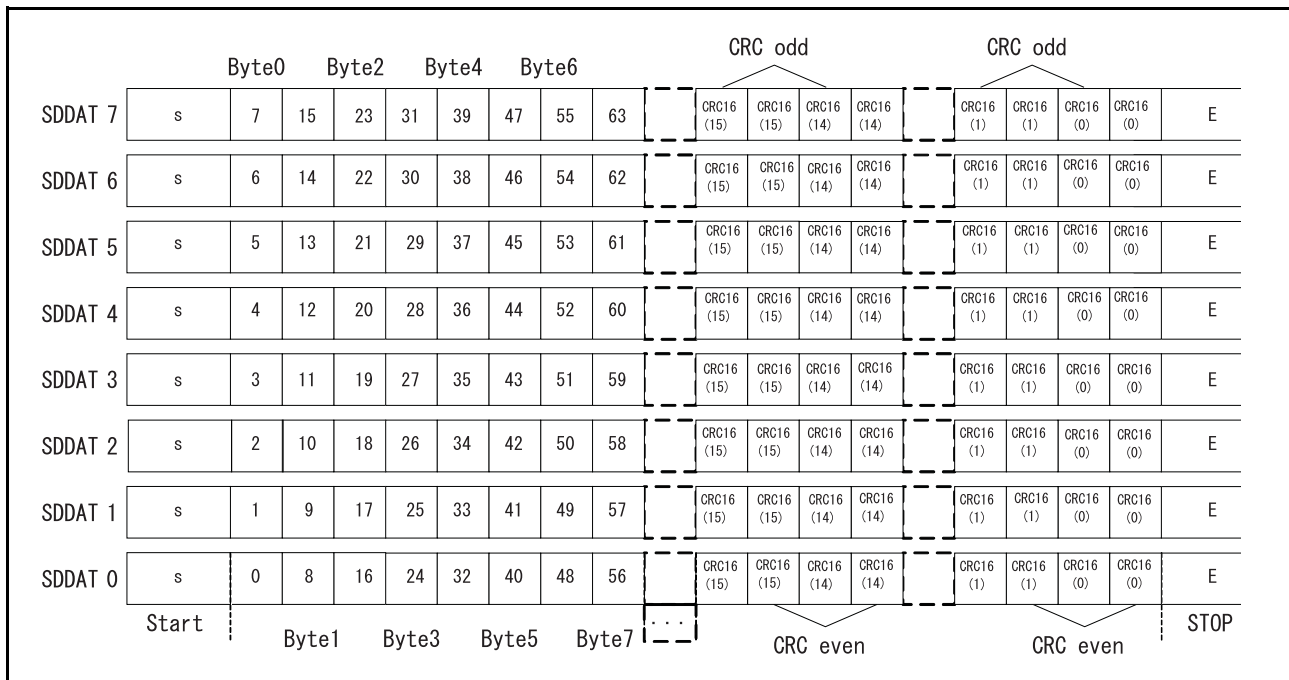 CRC odd CRC odd
Byte0 Byte2 Byte4 Byte6
SDDAT 7 s 7 15 23 31 39 47 55 63 CRC16 (15) CRC16 (15) CRC16 (14) CRC16 (14) CRC16 (1) CRC16 (1) CRC16 (0) CRC16 (0) E
SDDAT 6 s 6 14 22 30 38 46 54 62 CRC16 (15) CRC16 (15) CRC16 (14) CRC16 (14) CRC16 (1) CRC16 (1) CRC16 (0) CRC16 (0) E
SDDAT 5 s 5 13 21 29 37 45 53 61 CRC16 (15) CRC16 (15) CRC16 (14) CRC16 (14) CRC16 (1) CRC16 (1) CRC16 (0) CRC16 (0) E
SDDAT 4 s 4 12 20 28 36 44 52 60 CRC16 (15) CRC16 (15) CRC16 (14) CRC16 (14) CRC16 (1) CRC16 (1) CRC16 (0) CRC16 (0) E
SDDAT 3 s 3 11 19 27 35 43 51 59 CRC16 (15) CRC16 (15) CRC16 (14) CRC16 (14) CRC16 (1) CRC16 (1) CRC16 (0) CRC16 (0) E
SDDAT 2 s 2 10 18 26 34 42 50 58 CRC16 (15) CRC16 (15) CRC16 (14) CRC16 (14) CRC16 (1) CRC16 (1) CRC16 (0) CRC16 (0) E
SDDAT 1 s 1 9 17 25 33 41 49 57 CRC16 (15) CRC16 (15) CRC16 (14) CRC16 (14) CRC16 (1) CRC16 (1) CRC16 (0) CRC16 (0) E
SDDAT 0 s 0 8 16 24 32 40 48 56 CRC16 (15) CRC16 (15) CRC16 (14) CRC16 (14) CRC16 (1) CRC16 (1) CRC16 (0) CRC16 (0) E
Start Byte1 Byte3 Byte5 Byte7 ... CRC even CRC even STOP